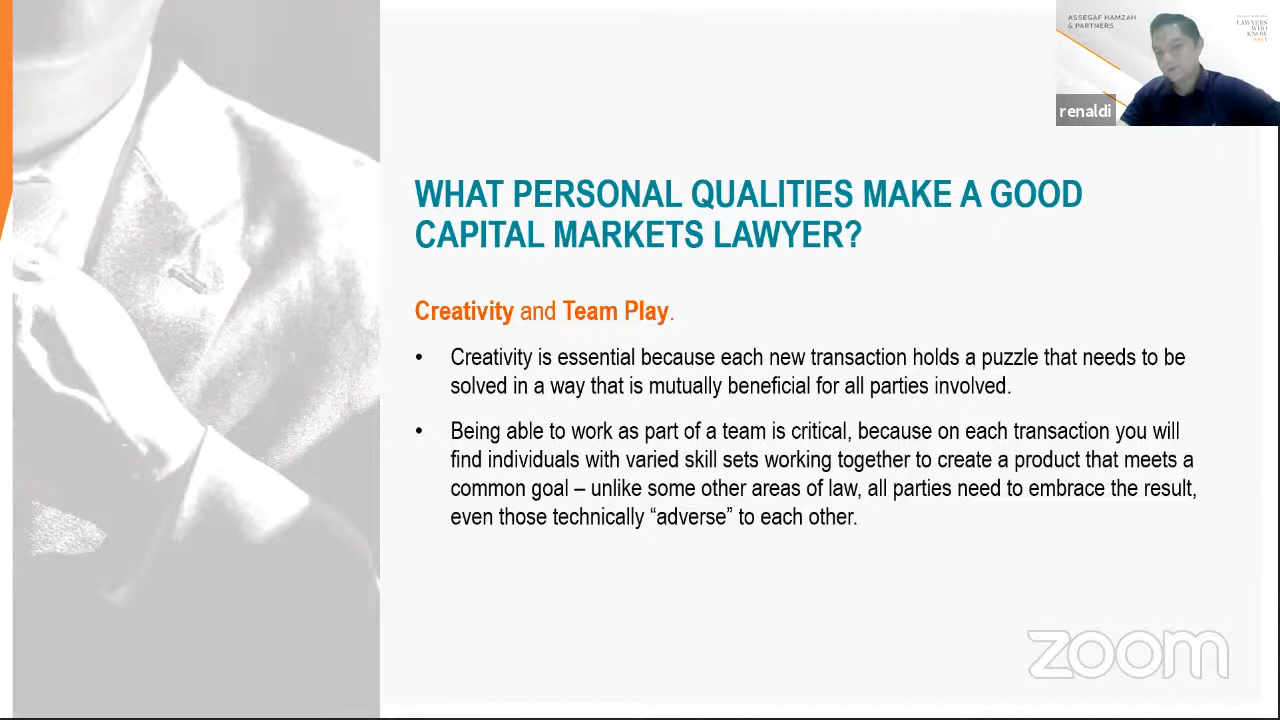 ASSEGAF HAMZAH
& PARTNERS
LAWYERS
WHO
KNOW
ASIA
renaldi
WHAT PERSONAL QUALITIES MAKE A GOOD
CAPITAL MARKETS LAWYER?
Creativity and Team Play.
• Creativity is essential because each new transaction holds a puzzle that needs to be
solved in a way that is mutually beneficial for all parties involved.
• Being able to work as part of a team is critical, because on each transaction you will
find individuals with varied skill sets working together to create a product that meets a
common goal – unlike some other areas of law, all parties need to embrace the result,
even those technically “adverse” to each other.
zoom